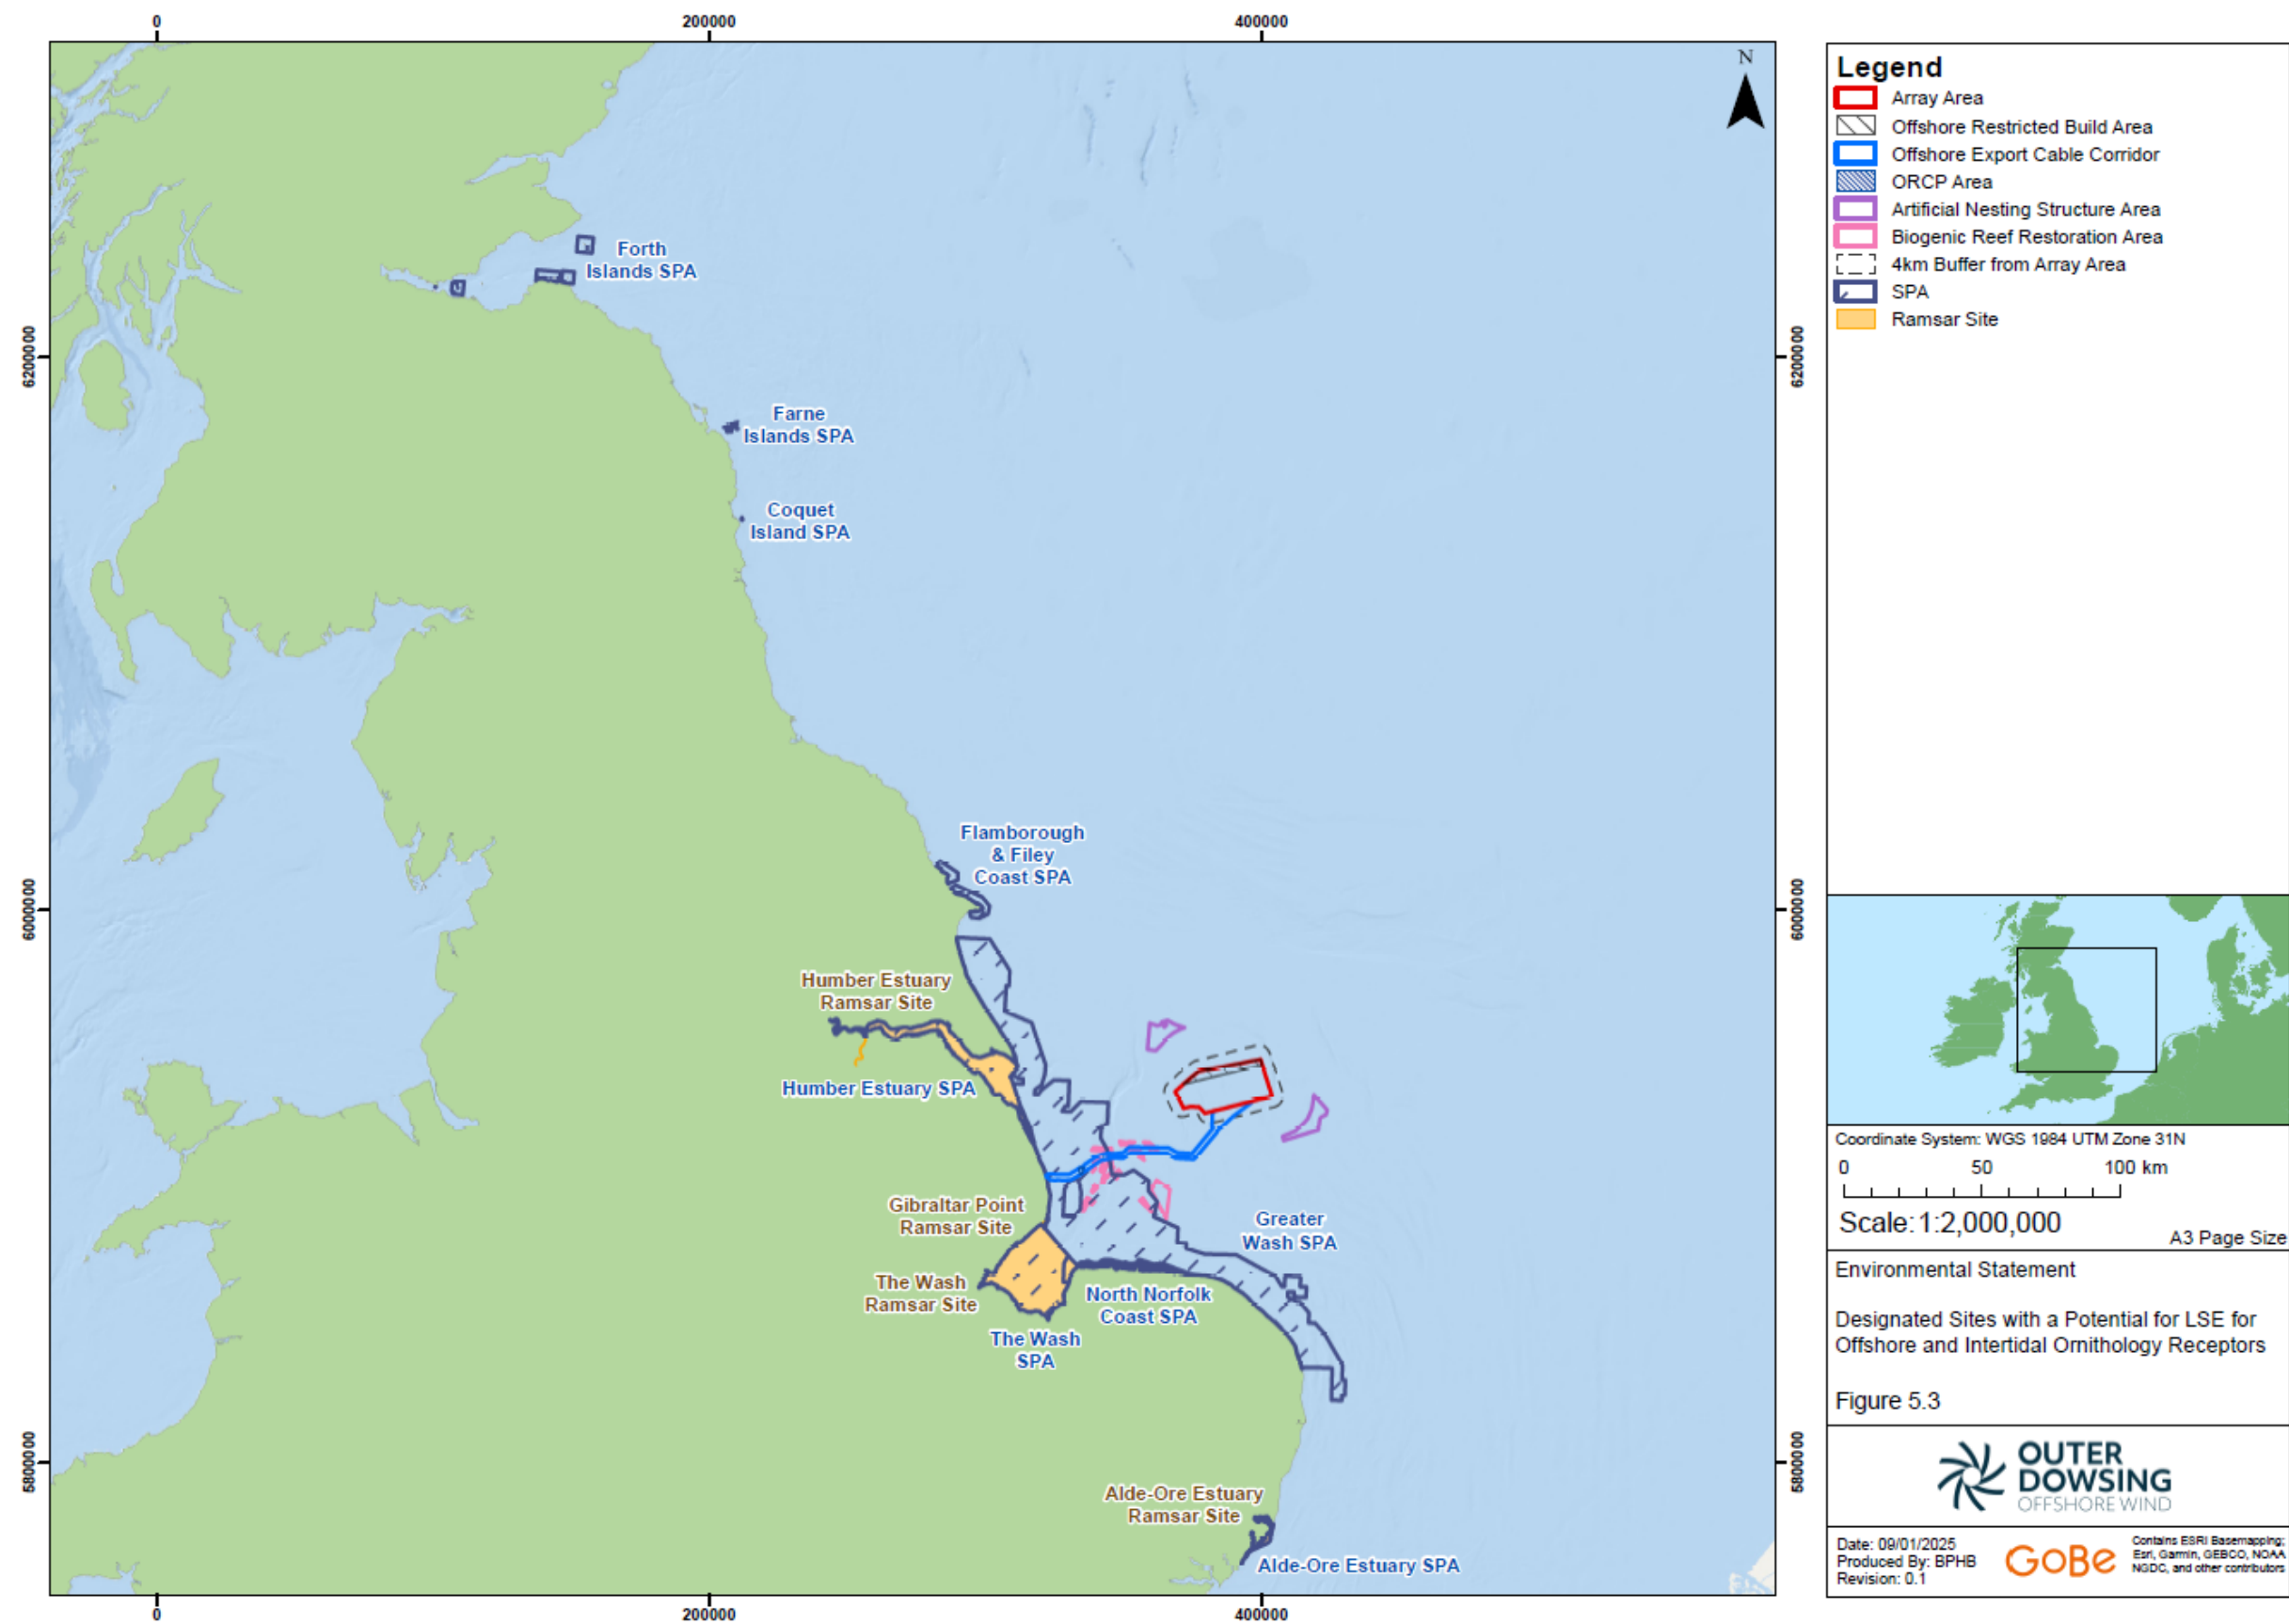 0
200000
400000
N
Forth
Islands SPA
6200000
6200000
Farne
Islands SPA
Coquet
Island SPA
Flamborough
& Filey
Coast SPA
6000000
6000000
Humber Estuary
Ramsar Site
Humber Estuary SPA
Gibraltar Point
Ramsar Site
Greater
Wash SPA
The Wash
Ramsar Site
North Norfolk
Coast SPA
The Wash
SPA
5800000
5800000
Alde-Ore Estuary
Ramsar Site
Alde-Ore Estuary SPA
0
200000
400000
Legend
Array Area
Offshore Restricted Build Area
Offshore Export Cable Corridor
ORCP Area
Artificial Nesting Structure Area
Biogenic Reef Restoration Area
4km Buffer from Array Area
SPA
Ramsar Site
Coordinate System: WGS 1984 UTM Zone 31N
0 50 100 km
Scale: 1:2,000,000
A3 Page Size
Environmental Statement
Designated Sites with a Potential for LSE for
Offshore and Intertidal Ornithology Receptors
Figure 5.3
OUTER
DOWSING
OFFSHORE WIND
Date: 09/01/2025
Produced By: BPHB
Revision: 0.1
GoBe
Contains ESRI Basemapping;
Esri, Garmin, GEBCO, NOAA
NGDC, and other contributors